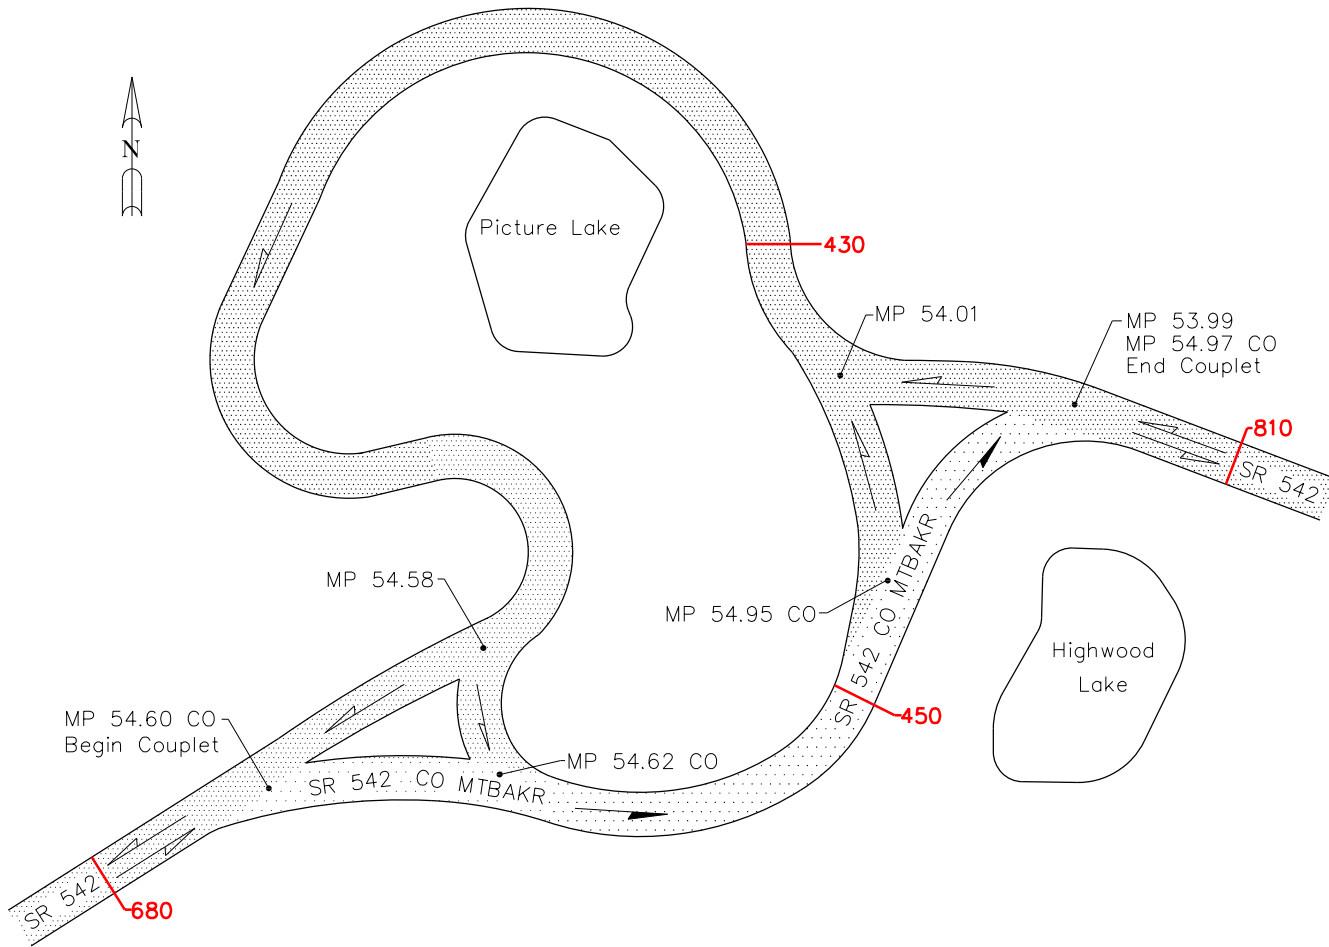 N
Picture Lake
430
MP 54.01
MP 53.99
MP 54.97 CO
End Couplet
810
SR 542
MP 54.58
MP 54.95 CO
SR 542 CO MTBAKR
Highwood
Lake
450
MP 54.60 CO
Begin Couplet
MP 54.62 CO
SR 542 CO MTBAKR
SR 542
680